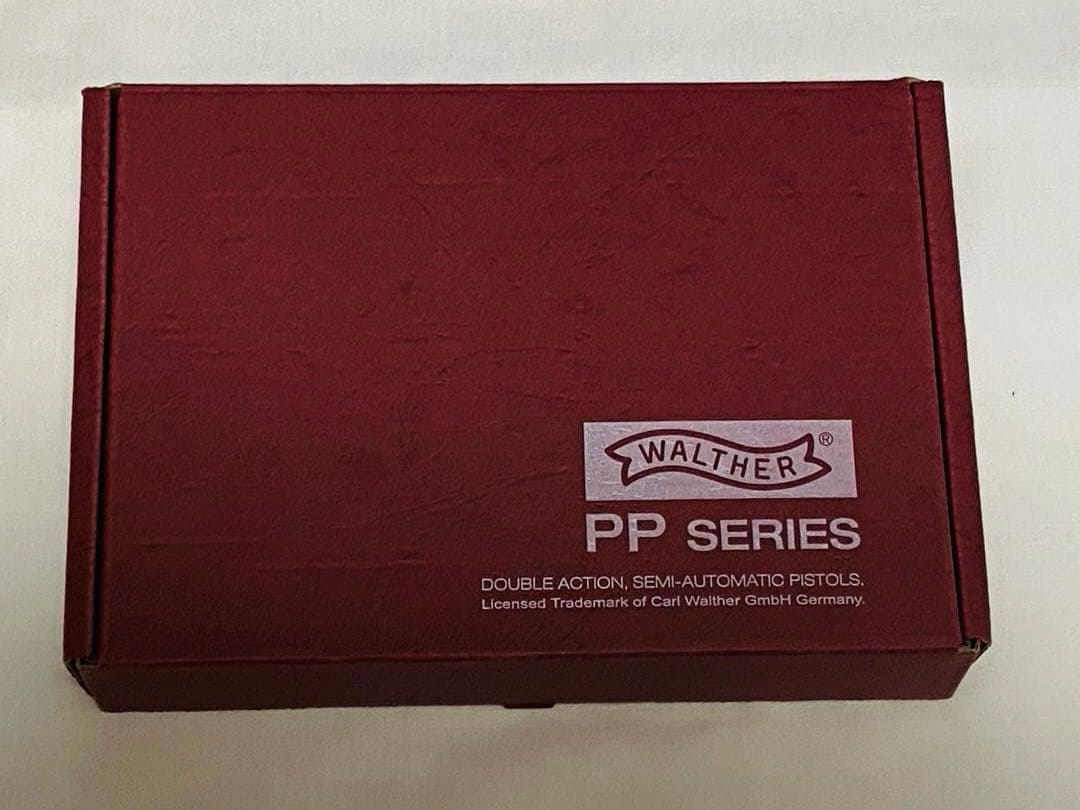 WALTHER®
PP SERIES
DOUBLE ACTION, SEMI-AUTOMATIC PISTOLS.
Licensed Trademark of Carl Walther GmbH Germany.